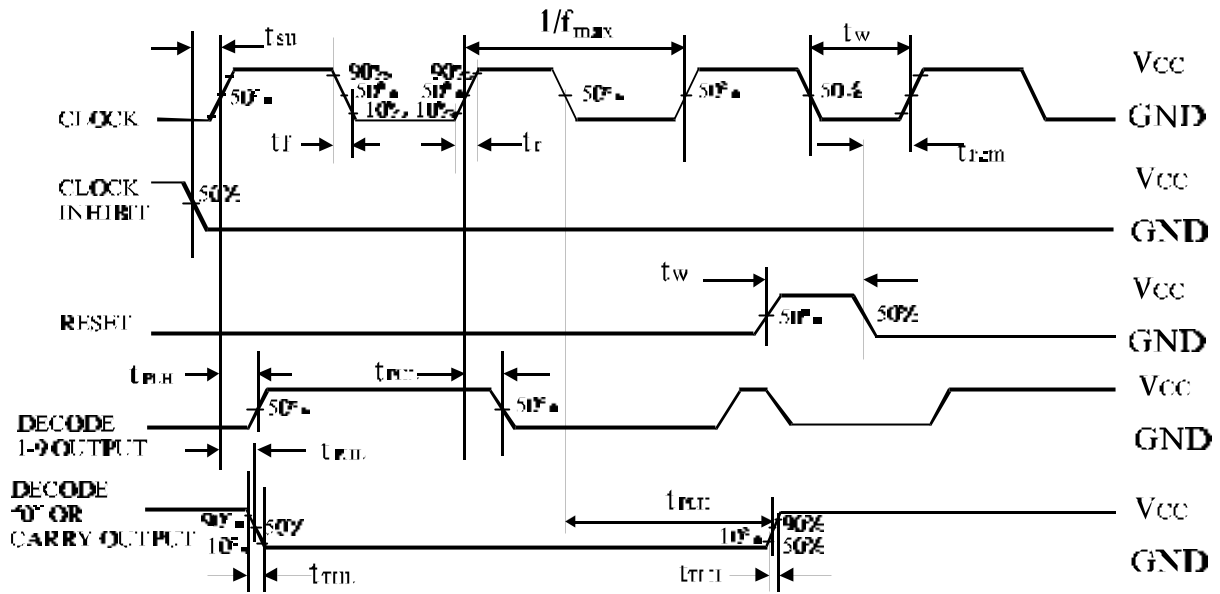 tsu
1/fmax
tw
VCC
90%
90%
50%
50%
50%
50%
50%
50%
10%
10%
CLOCK
GND
tf
tr
trem
CLOCK
INHIBIT
50%
VCC
GND
tw
VCC
RESET
50%
50%
GND
tPLH
VCC
50%
50%
DECODE
1-9 OUTPUT
GND
DECODE
"0" OR
CARRY OUTPUT
90%
50%
10%
VCC
10%
90%
50%
GND